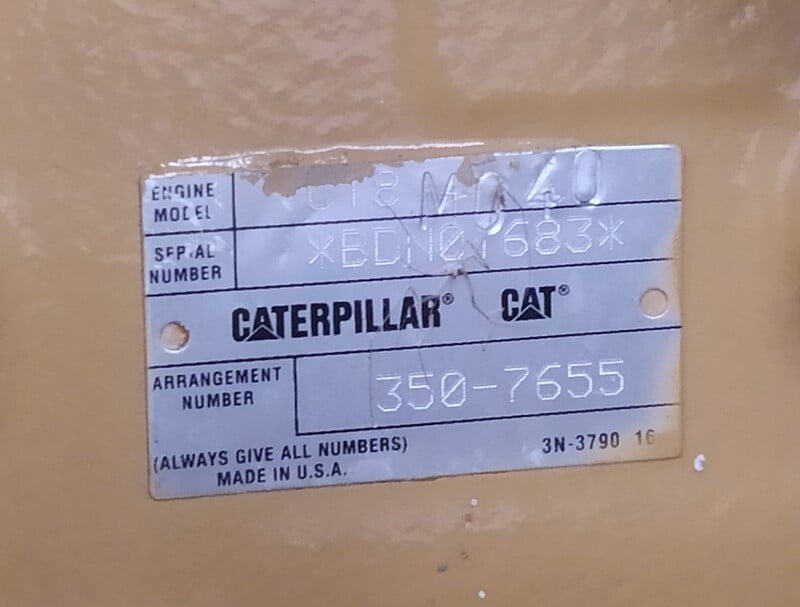 ENGINE MODEL C18
SERIAL NUMBER
CATERPILLAR® CAT®
ARRANGEMENT NUMBER 350-7655
(ALWAYS GIVE ALL NUMBERS) 3N-3790 16
MADE IN U.S.A.